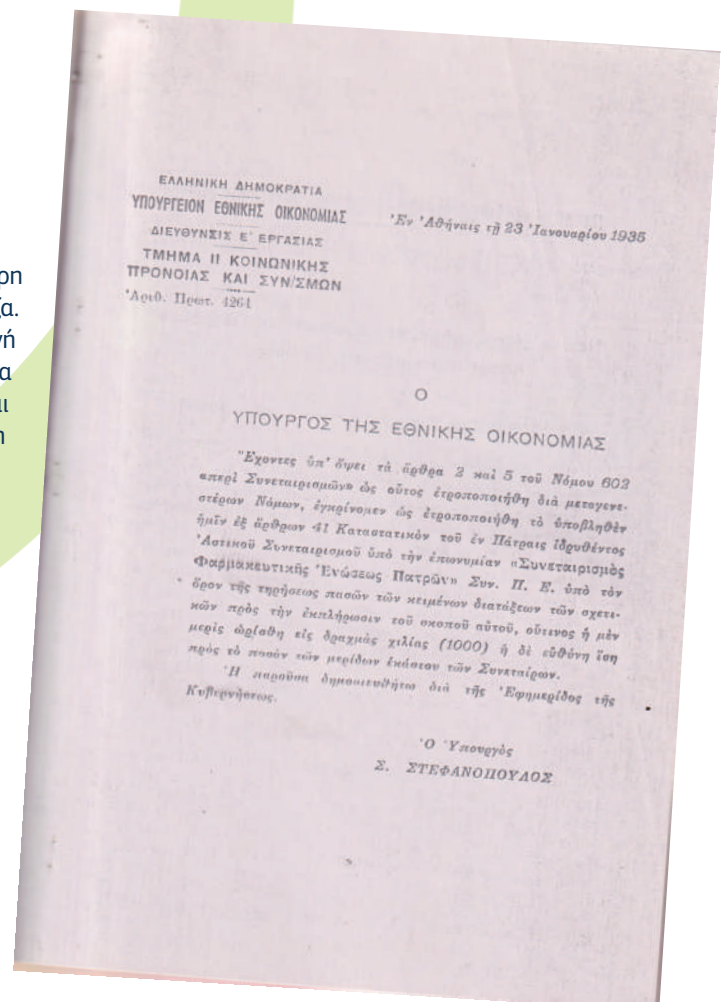 ρη
ζα.
νή
α
αι
η
ΕΛΛΗΝΙΚΗ ΔΗΜΟΚΡΑΤΙΑ
ΥΠΟΥΡΓΕΙΟΝ ΕΘΝΙΚΗΣ ΟΙΚΟΝΟΜΙΑΣ
ΔΙΕΥΘΥΝΣΙΣ Ε΄ ΕΡΓΑΣΙΑΣ
ΤΜΗΜΑ ΙΙ ΚΟΙΝΩΝΙΚΗΣ
ΠΡΟΝΟΙΑΣ ΚΑΙ ΣΥΝ/ΣΜΩΝ
Ἀριθ. Πρωτ. 4264
Ἐν Ἀθήναις τῇ 23 Ἰανουαρίου 1935
Ο
ΥΠΟΥΡΓΟΣ ΤΗΣ ΕΘΝΙΚΗΣ ΟΙΚΟΝΟΜΙΑΣ
Ἔχοντες ὑπ' ὄψει τὰ ἄρθρα 2 καὶ 5 τοῦ Νόμου 602
«περὶ Συνεταιρισμῶν» ὡς οὗτος ἐτροποποιήθη διὰ μεταγενε-
στέρων Νόμων, ἐγκρίνομεν ὡς ἐτροποποιήθη τὸ ὑποβληθὲν
ἡμῖν ἐξ ἄρθρων 41 Καταστατικὸν τοῦ ἐν Πάτραις ἱδρυθέντος
Ἀστικοῦ Συνεταιρισμοῦ ὑπὸ τὴν ἐπωνυμίαν «Συνεταιρισμὸς
Φαρμακευτικῆς Ἑνώσεως Πατρῶν» Συν. Π. Ε. ὑπὸ τὸν
ὅρον τῆς τηρήσεως πασῶν τῶν κειμένων διατάξεων τῶν σχετι-
κῶν πρὸς τὴν ἐκπλήρωσιν τοῦ σκοποῦ αὐτοῦ, οὗτινος ἡ μὲν
μερὶς ὡρίσθη εἰς δραχμὰς χιλίας (1000) ἡ δὲ εὐθύνη ἴση
πρὸς τὸ ποσὸν τῶν μερίδων ἑκάστου τῶν Συνεταίρων.
Ἡ παροῦσα δημοσιευθήτω διὰ τῆς Ἐφημερίδος τῆς
Κυβερνήσεως.
Ὁ Ὑπουργὸς
Σ. ΣΤΕΦΑΝΟΠΟΥΛΟΣ